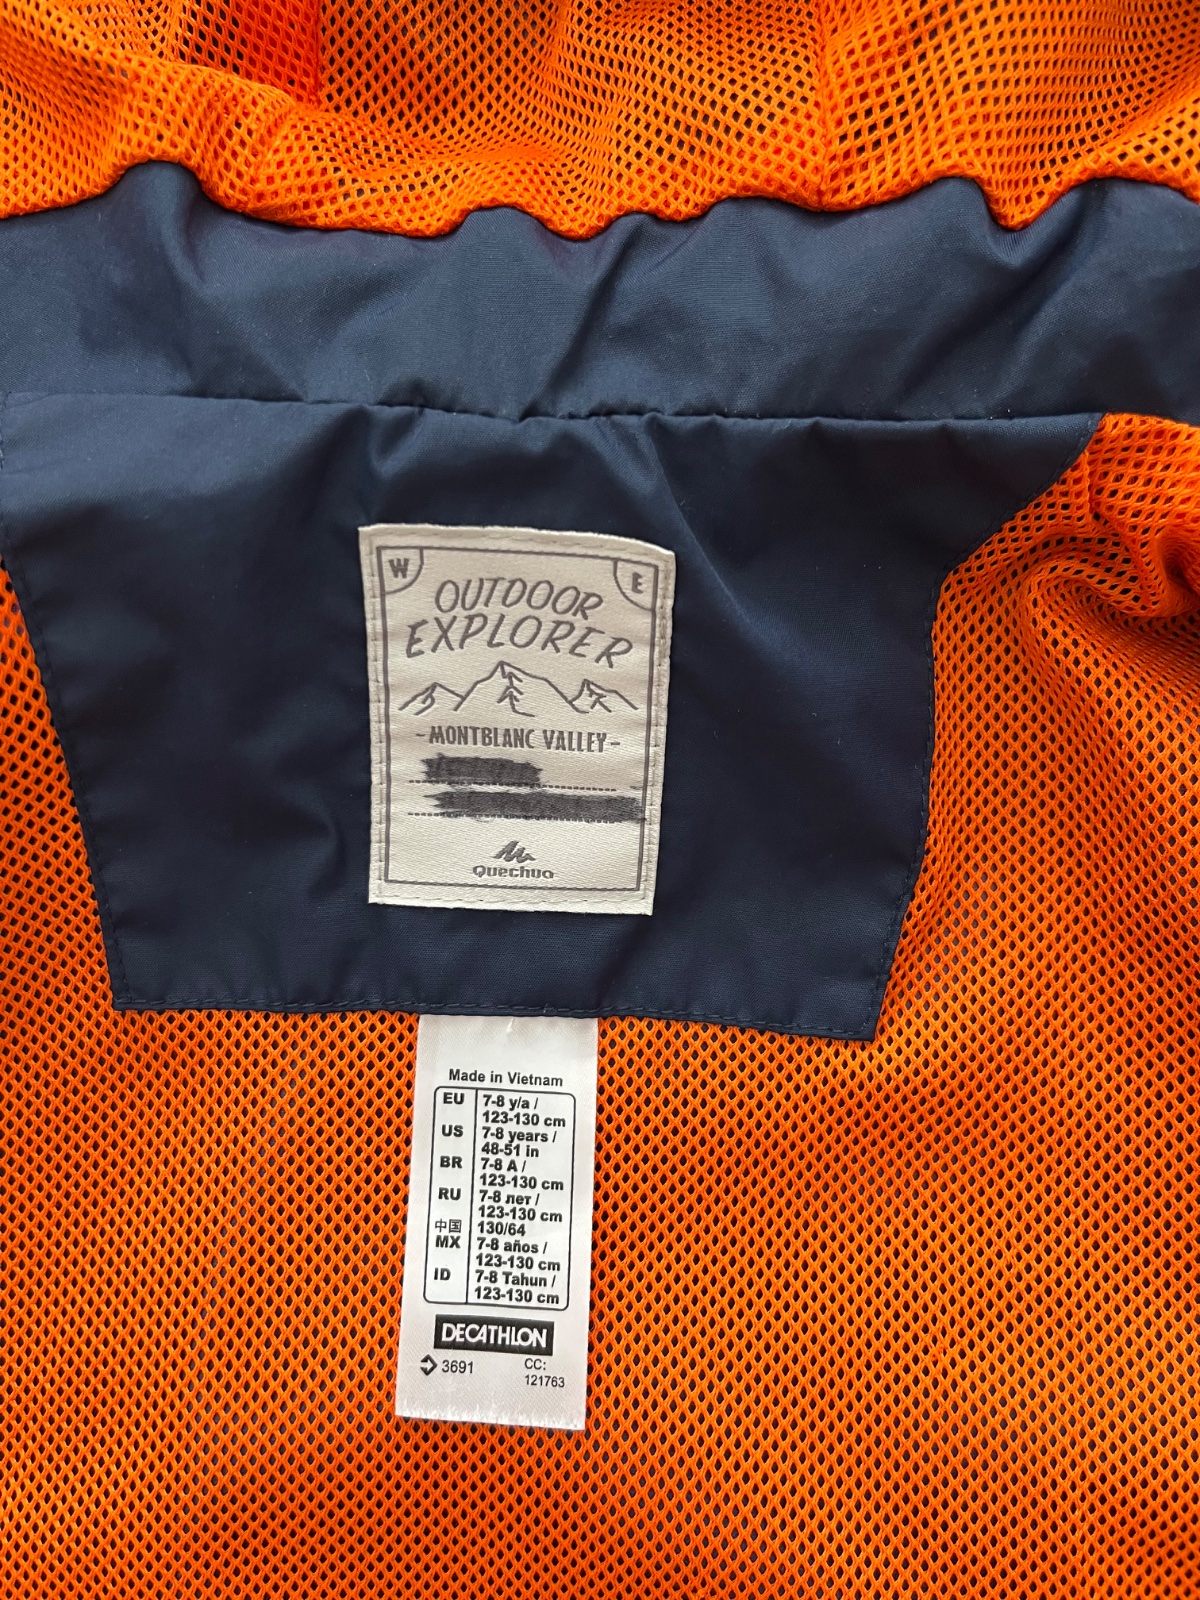 W
E
OUTDOOR
EXPLORER
-MONTBLANC VALLEY-
Quechua
Made in Vietnam
EU 7-8 y/a /
123-130 cm
US 7-8 years /
48-51 in
BR 7-8 A /
123-130 cm
RU 7-8 лет /
123-130 cm
中国 130/64
MX 7-8 años /
123-130 cm
ID 7-8 Tahun /
123-130 cm
DECATHLON
3691 CC:
121763